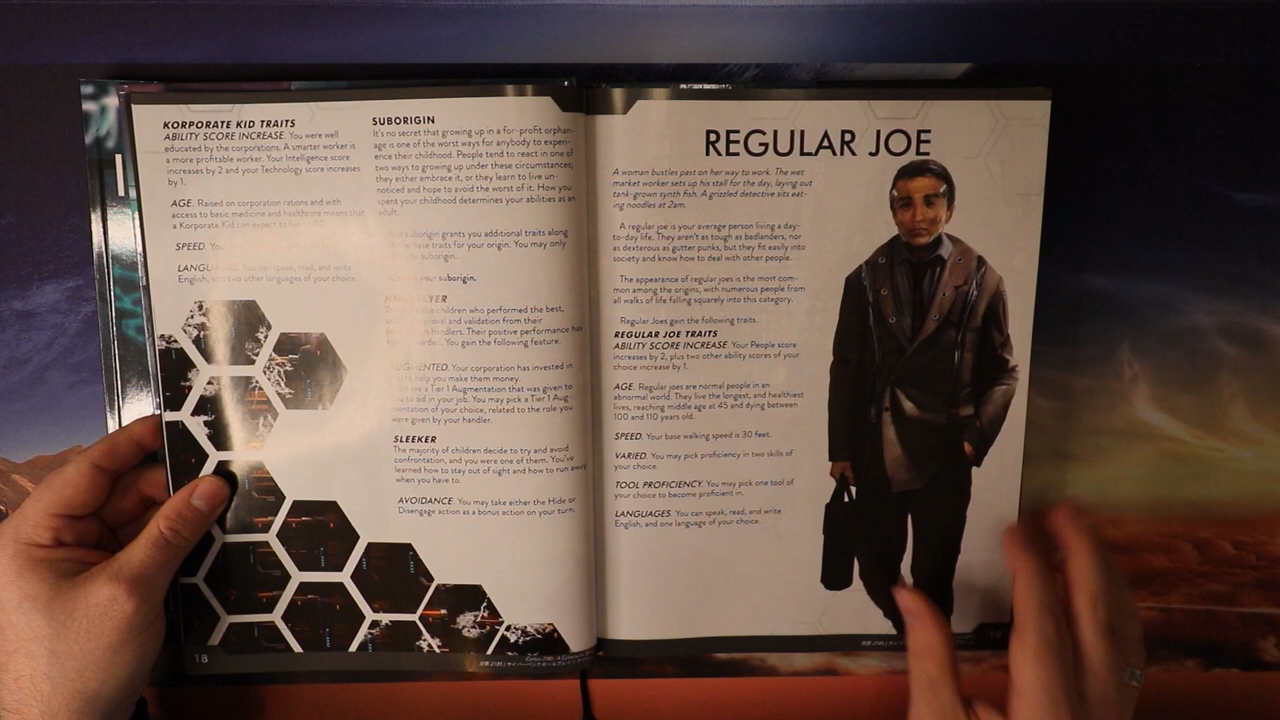 KORPORATE KID TRAITS
ABILITY SCORE INCREASE. You were well
educated by the corporations. A smarter worker is
a more profitable worker. Your Intelligence score
increases by 2 and your Technology score increases
by 1.
AGE. Raised on corporation rations and with
access to basic medicine and healthcare means that
a Korporate Kid can expect to
SPEED.
LANGUAGES. You can speak, read, and write
English, and two other languages of your choice.
SUBORIGIN
It's no secret that growing up in a for-profit orphan-
age is one of the worst ways for anybody to experi-
ence their childhood. People tend to react in one of
two ways to growing up under these circumstances;
they either embrace it, or they learn to live un-
noticed and hope to avoid the worst of it. How you
spent your childhood determines your abilities as an
adult.
suborigin grants you additional traits along
base traits for your origin. You may only
suborigin.
your suborigin.
children who performed the best,
and validation from their
handlers. Their positive performance has
You gain the following feature.
AUGMENTED. Your corporation has invested in
to help you make them money.
have a Tier 1 Augmentation that was given to
you to aid in your job. You may pick a Tier 1 Aug-
mentation of your choice, related to the role you
were given by your handler.
SLEEKER
The majority of children decide to try and avoid
confrontation, and you were one of them. You've
learned how to stay out of sight and how to run away
when you have to.
AVOIDANCE. You may take either the Hide or
Disengage action as a bonus action on your turn.
18
REGULAR JOE
A woman bustles past on her way to work. The wet
market worker sets up his stall for the day, laying out
tank-grown synth fish. A grizzled detective sits eat-
ing noodles at 2am.
A regular joe is your average person living a day-
to-day life. They aren't as tough as badlanders, nor
as dexterous as gutter punks, but they fit easily into
society and know how to deal with other people.
The appearance of regular joes is the most com-
mon among the origins, with numerous people from
all walks of life falling squarely into this category.
Regular Joes gain the following traits.
REGULAR JOE TRAITS
ABILITY SCORE INCREASE. Your People score
increases by 2, plus two other ability scores of your
choice increase by 1.
AGE. Regular joes are normal people in an
abnormal world. They live the longest, and healthiest
lives, reaching middle age at 45 and dying between
100 and 110 years old.
SPEED. Your base walking speed is 30 feet.
VARIED. You may pick proficiency in two skills of
your choice.
TOOL PROFICIENCY. You may pick one tool of
your choice to become proficient in.
LANGUAGES. You can speak, read, and write
English, and one language of your choice.
19